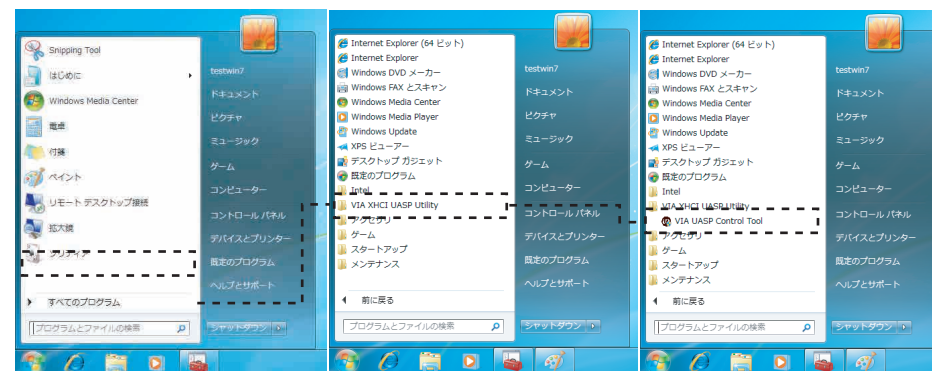 Snipping Tool
はじめに
Windows Media Center
電卓
付箋
ペイント
リモート デスクトップ接続
拡大鏡
ソリティア
すべてのプログラム
プログラムとファイルの検索
testwin7
ドキュメント
ピクチャ
ミュージック
ゲーム
コンピューター
コントロール パネル
デバイスとプリンター
既定のプログラム
ヘルプとサポート
シャットダウン
Internet Explorer (64 ビット)
Internet Explorer
Windows DVD メーカー
Windows FAX とスキャン
Windows Media Center
Windows Media Player
Windows Update
XPS ビューアー
デスクトップ ガジェット
既定のプログラム
Intel
VIA XHCI UASP Utility
アクセサリ
ゲーム
スタートアップ
メンテナンス
前に戻る
プログラムとファイルの検索
testwin7
ドキュメント
ピクチャ
ミュージック
ゲーム
コンピューター
コントロール パネル
デバイスとプリンター
既定のプログラム
ヘルプとサポート
シャットダウン
Internet Explorer (64 ビット)
Internet Explorer
Windows DVD メーカー
Windows FAX とスキャン
Windows Media Center
Windows Media Player
Windows Update
XPS ビューアー
デスクトップ ガジェット
既定のプログラム
Intel
VIA XHCI UASP Utility
VIA UASP Control Tool
アクセサリ
ゲーム
スタートアップ
メンテナンス
前に戻る
プログラムとファイルの検索
testwin7
ドキュメント
ピクチャ
ミュージック
ゲーム
コンピューター
コントロール パネル
デバイスとプリンター
既定のプログラム
ヘルプとサポート
シャットダウン